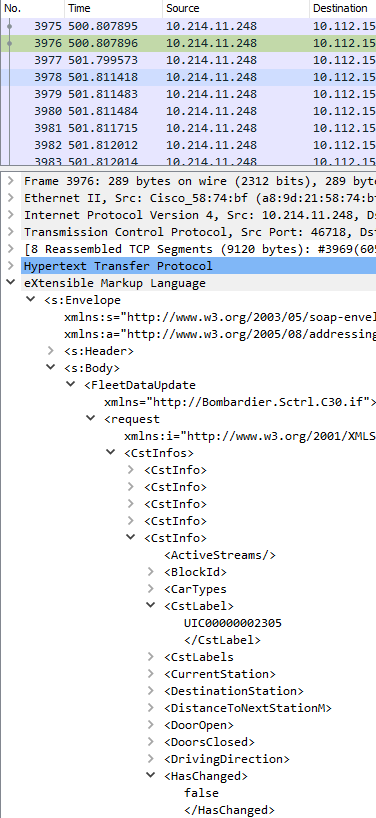 No. Time Source Destination
3975 500.807895 10.214.11.248 10.112.15
3976 500.807896 10.214.11.248 10.112.15
3977 501.799573 10.214.11.248 10.112.15
3978 501.811418 10.214.11.248 10.112.15
3979 501.811483 10.214.11.248 10.112.15
3980 501.811484 10.214.11.248 10.112.15
3981 501.811715 10.214.11.248 10.112.15
3982 501.812012 10.214.11.248 10.112.15
3983 501.812014 10.214.11.248 10.112.15
Frame 3976: 289 bytes on wire (2312 bits), 289 byte
Ethernet II, Src: Cisco_58:74:bf (a8:9d:21:58:74:bf
Internet Protocol Version 4, Src: 10.214.11.248, Ds
Transmission Control Protocol, Src Port: 46718, Dst
[8 Reassembled TCP Segments (9120 bytes): #3969(605
Hypertext Transfer Protocol
eXtensible Markup Language
<s:Envelope
xmlns:s="http://www.w3.org/2003/05/soap-enve
xmlns:a="http://www.w3.org/2005/08/addressing
<s:Header>
<s:Body>
<FleetDataUpdate
xmlns="http://Bombardier.Sctrl.C30.if">
<request
xmlns:i="http://www.w3.org/2001/XMLS
<CstInfos>
<CstInfo>
<CstInfo>
<CstInfo>
<CstInfo>
<CstInfo>
<ActiveStreams/>
<BlockId>
<CarTypes
<CstLabel>
UIC00000002305
</CstLabel>
<CstLabels
<CurrentStation>
<DestinationStation>
<DistanceToNextStationM>
<DoorOpen>
<DoorsClosed>
<DrivingDirection>
<HasChanged>
false
</HasChanged>